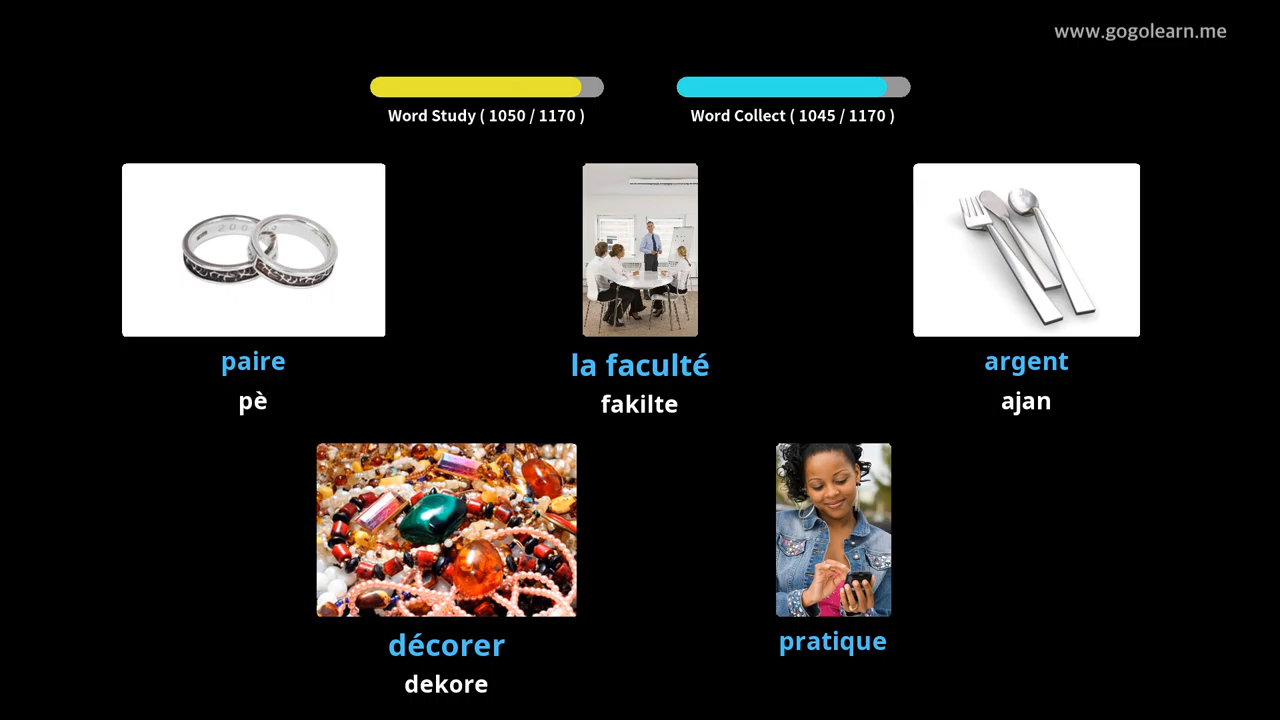 www.gogolearn.me
Word Study ( 1050 / 1170 )
Word Collect ( 1045 / 1170 )
paire
la faculté
argent
pè
fakilte
ajan
décorer
pratique
dekore